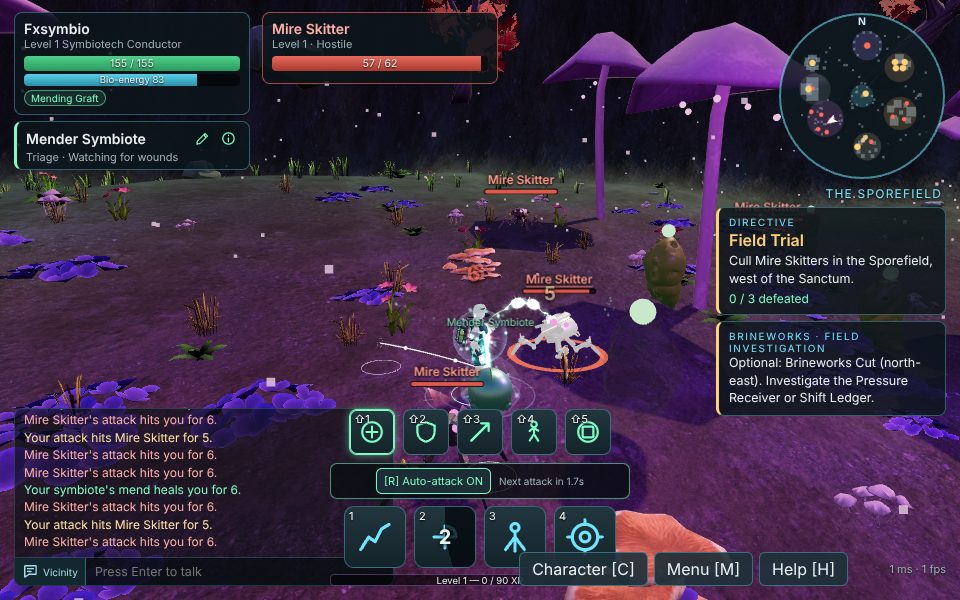 Fxsymbio
Level 1 Symbiotech Conductor
155 / 155
Bio-energy 83
Mending Graft
Mender Symbiote
Triage · Watching for wounds
Mire Skitter
Level 1 · Hostile
57 / 62
N
THE SPOREFIELD
DIRECTIVE
Field Trial
Cull Mire Skitters in the Sporefield,
west of the Sanctum.
0 / 3 defeated
BRINEWORKS · FIELD
INVESTIGATION
Optional: Brineworks Cut (north-
east). Investigate the Pressure
Receiver or Shift Ledger.
Mire Skitter
Mire Skitter
6
Mire Skitter
5
Mender Symbiote
Mire Skitter
Mire Skitter's attack hits you for 6.
Your attack hits Mire Skitter for 5.
Mire Skitter's attack hits you for 6.
Mire Skitter's attack hits you for 6.
Your symbiote's mend heals you for 6.
Mire Skitter's attack hits you for 6.
Your attack hits Mire Skitter for 5.
Mire Skitter's attack hits you for 6.
Vicinity
Press Enter to talk
⇧1 ⇧2 ⇧3 ⇧4 ⇧5
[R] Auto-attack ON
Next attack in 1.7s
1 2 2 3 4
Level 1 — 0 / 90
Character [C]
Menu [M]
Help [H]
1 ms · 1 fps